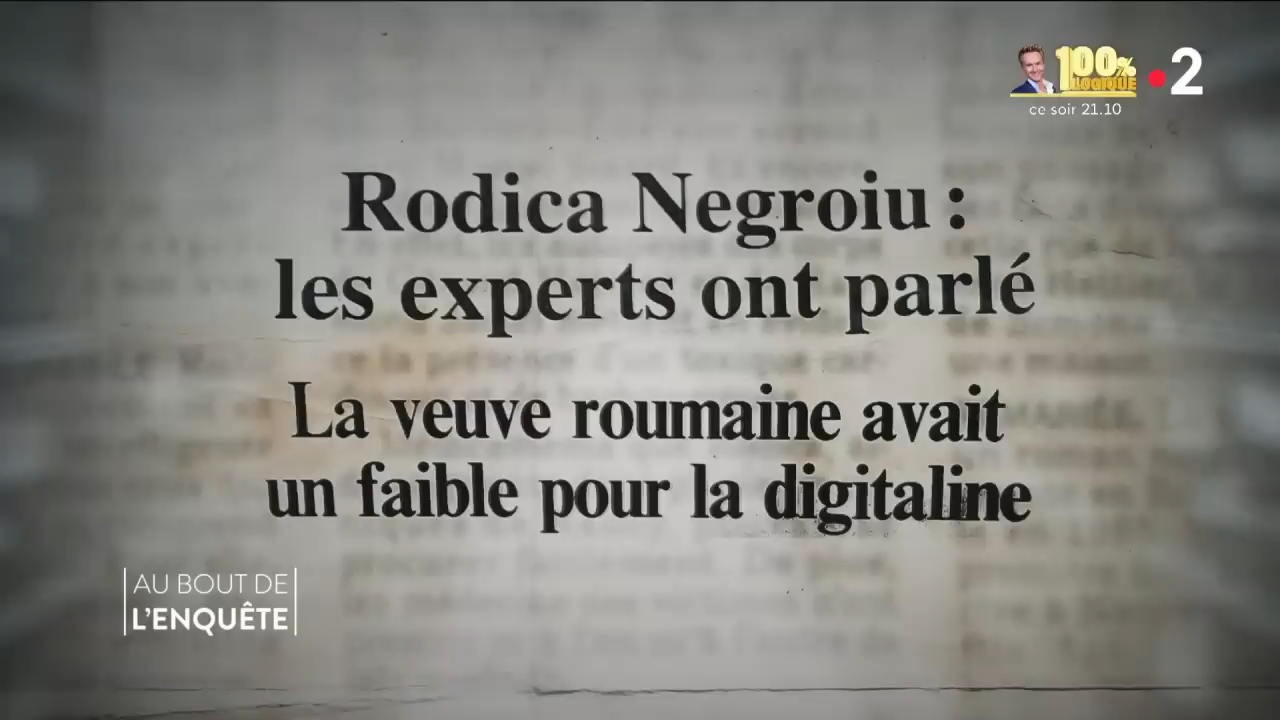 100%
LOGIQUE
2
ce soir 21.10
Rodica Negroiu :
les experts ont parlé
La veuve roumaine avait
un faible pour la digitaline
AU BOUT DE
L'ENQUÊTE